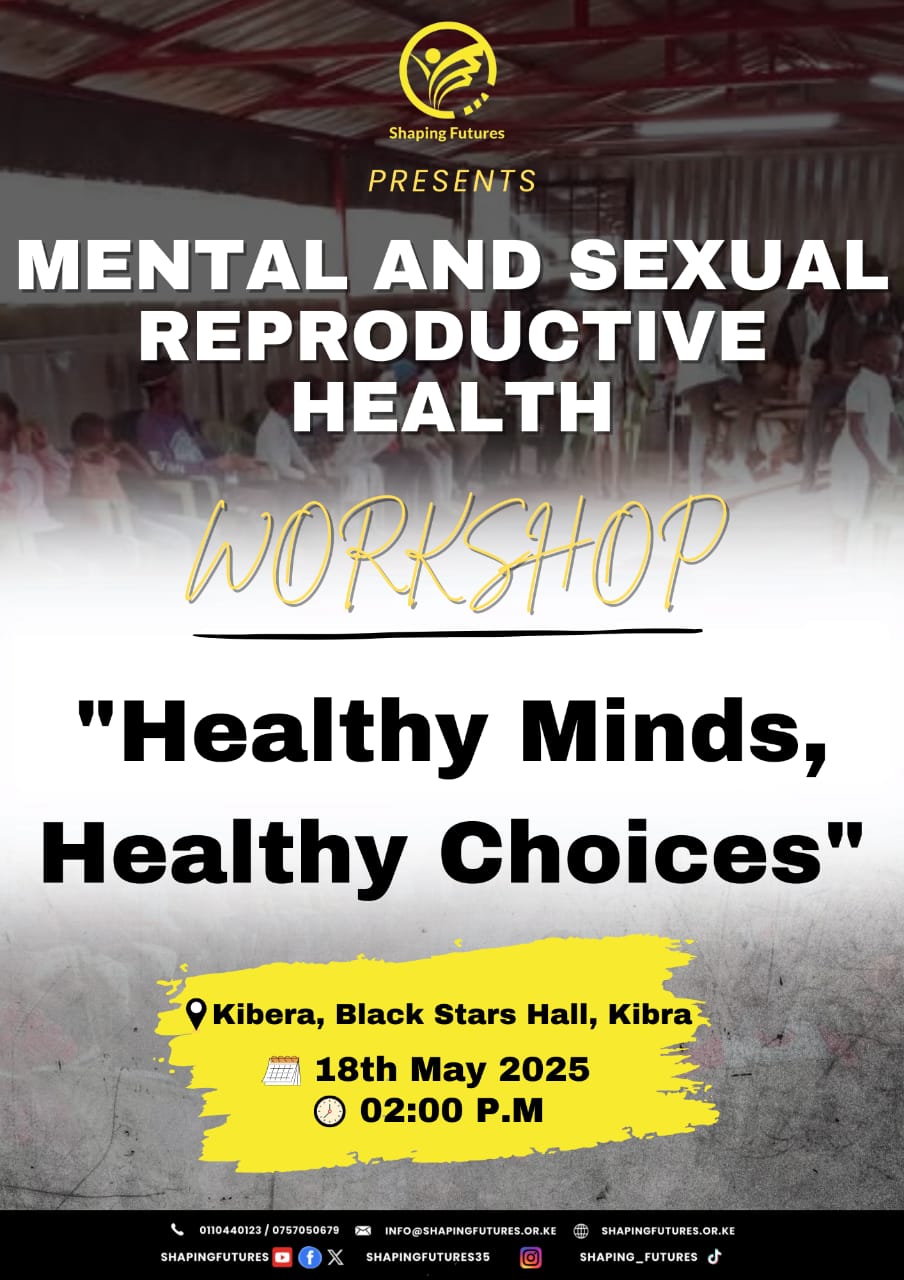 Shaping Futures
PRESENTS
MENTAL AND SEXUAL
REPRODUCTIVE
HEALTH
WORKSHOP
"Healthy Minds,
Healthy Choices"
Kibera, Black Stars Hall, Kibra
18th May 2025
02:00 P.M
0110440123 / 0757050679 INFO@SHAPINGFUTURES.OR.KE SHAPINGFUTURES.OR.KE
SHAPINGFUTURES SHAPINGFUTURES35 SHAPING_FUTURES